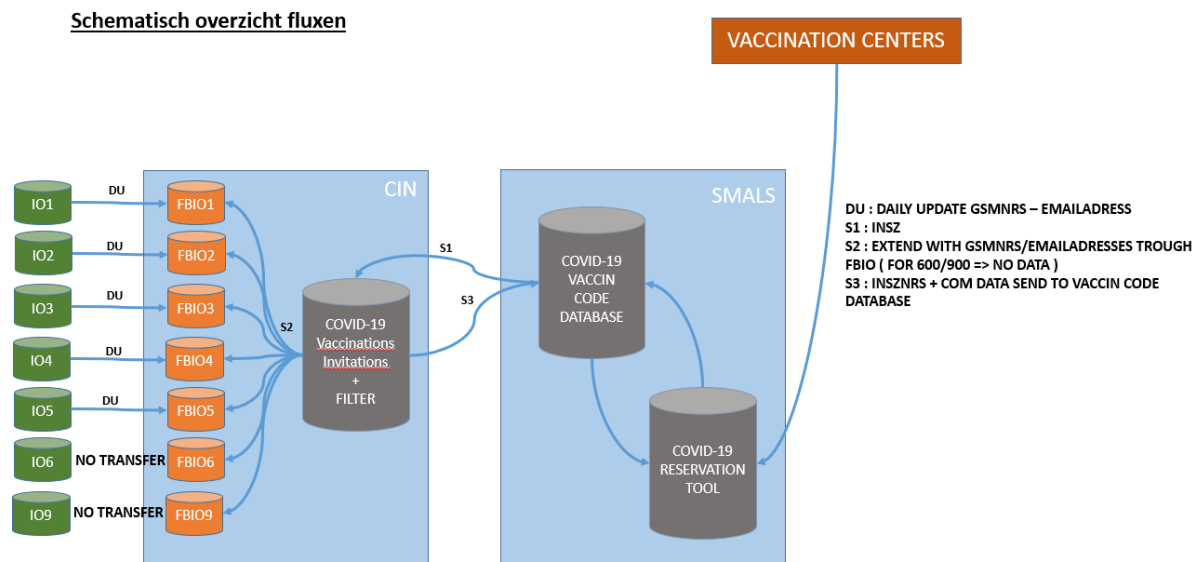 Schematisch overzicht fluxen
VACCINATION CENTERS
CIN
SMALS
IO1
DU
FBIO1
IO2
DU
FBIO2
IO3
DU
FBIO3
IO4
DU
FBIO4
IO5
DU
FBIO5
IO6
NO TRANSFER
FBIO6
IO9
NO TRANSFER
FBIO9
S2
COVID-19
Vaccinations
Invitations
+
FILTER
S1
S3
COVID-19
VACCIN
CODE
DATABASE
COVID-19
RESERVATION
TOOL
DU : DAILY UPDATE GSMNRS – EMAILADRESS
S1 : INSZ
S2 : EXTEND WITH GSMNRS/EMAILADRESSES TROUGH
FBIO ( FOR 600/900 => NO DATA )
S3 : INSZNRS + COM DATA SEND TO VACCIN CODE
DATABASE